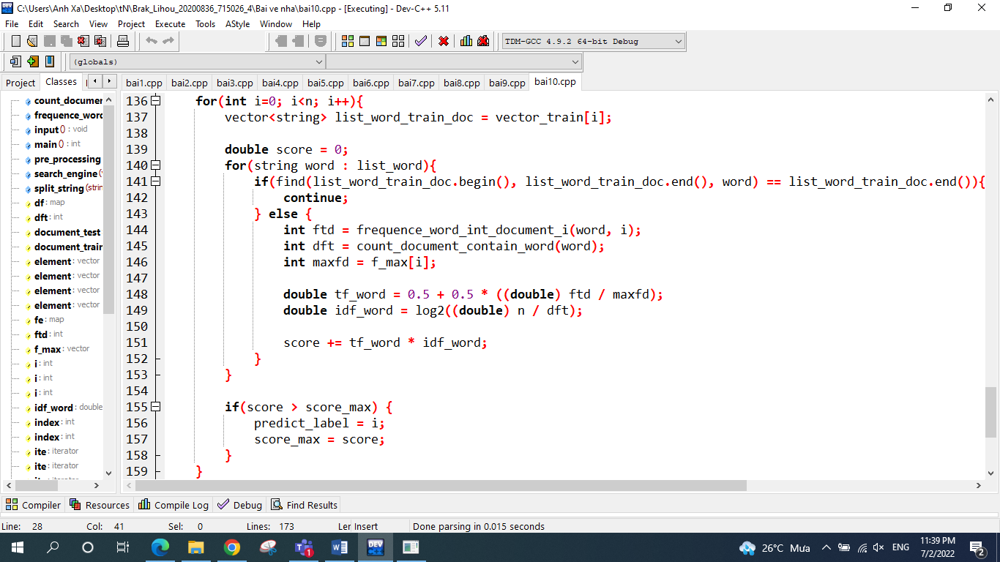 C:\Users\Anh Xa\Desktop\tN\Brak_Lihou_20200836_715026_4\Bai ve nha\bai10.cpp - [Executing] - Dev-C++ 5.11
File Edit Search View Project Execute Tools AStyle Window Help
TDM-GCC 4.9.2 64-bit Debug
(globals)
Project Classes
bai1.cpp bai2.cpp bai3.cpp bai4.cpp bai5.cpp bai6.cpp bai7.cpp bai8.cpp bai9.cpp bai10.cpp
count_documen
frequence_word
input () : void
main () : int
pre_processing
search_engine (
split_string (strin
df : map
dft : int
document_test
document_train
element : vector
element : vector
element : vector
element : vector
fe : map
ftd : int
f_max : vector
i : int
i : int
i : int
idf_word : double
index : int
index : int
ite : iterator
ite : iterator
136 for(int i=0; i<n; i++){
137 vector<string> list_word_train_doc = vector_train[i];
138
139 double score = 0;
140 for(string word : list_word){
141 if(find(list_word_train_doc.begin(), list_word_train_doc.end(), word) == list_word_train_doc.end()){
142 continue;
143 } else {
144 int ftd = frequence_word_int_document_i(word, i);
145 int dft = count_document_contain_word(word);
146 int maxfd = f_max[i];
147
148 double tf_word = 0.5 + 0.5 * ((double) ftd / maxfd);
149 double idf_word = log2((double) n / dft);
150
151 score += tf_word * idf_word;
152 }
153 }
154
155 if(score > score_max) {
156 predict_label = i;
157 score_max = score;
158 }
159 }
Compiler Resources Compile Log Debug Find Results
Line: 28 Col: 41 Sel: 0 Lines: 173 Ler Insert Done parsing in 0.015 seconds
DEV 26°C Mưa ENG 11:39 PM
7/2/2022
1
2